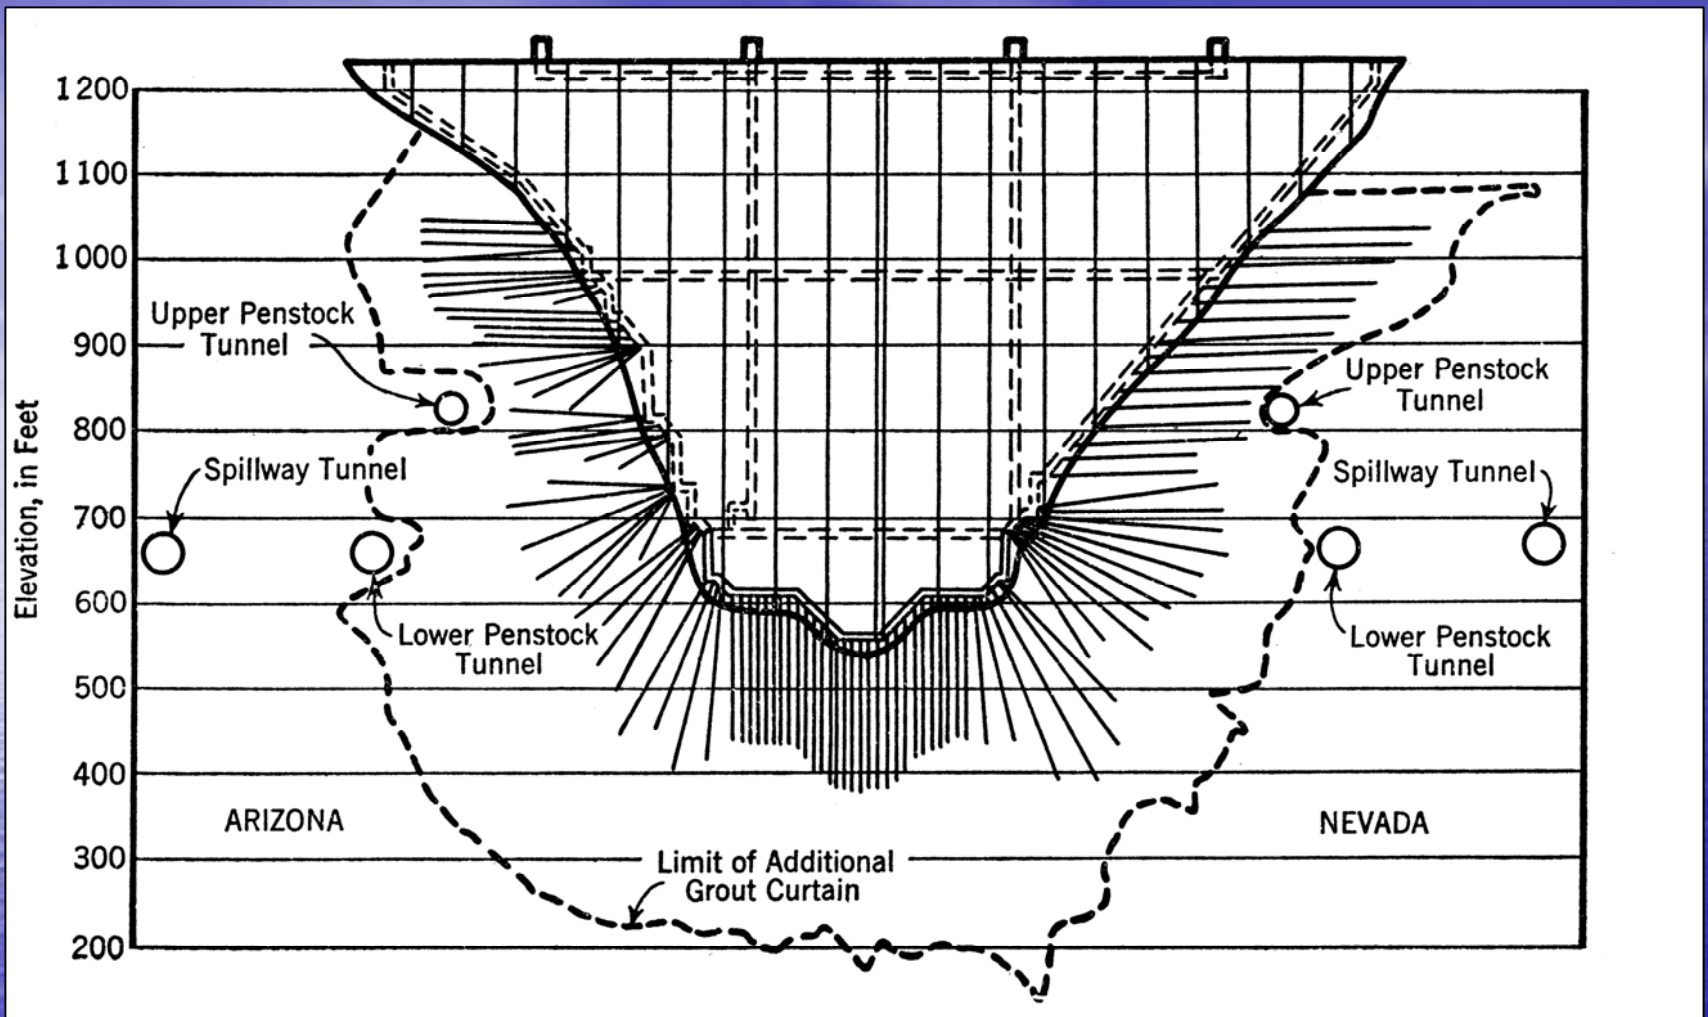 1200
1100
1000
900
800
700
600
500
400
300
200
Elevation, in Feet
Upper Penstock
Tunnel
Spillway Tunnel
Lower Penstock
Tunnel
ARIZONA
Limit of Additional
Grout Curtain
Upper Penstock
Tunnel
Spillway Tunnel
Lower Penstock
Tunnel
NEVADA